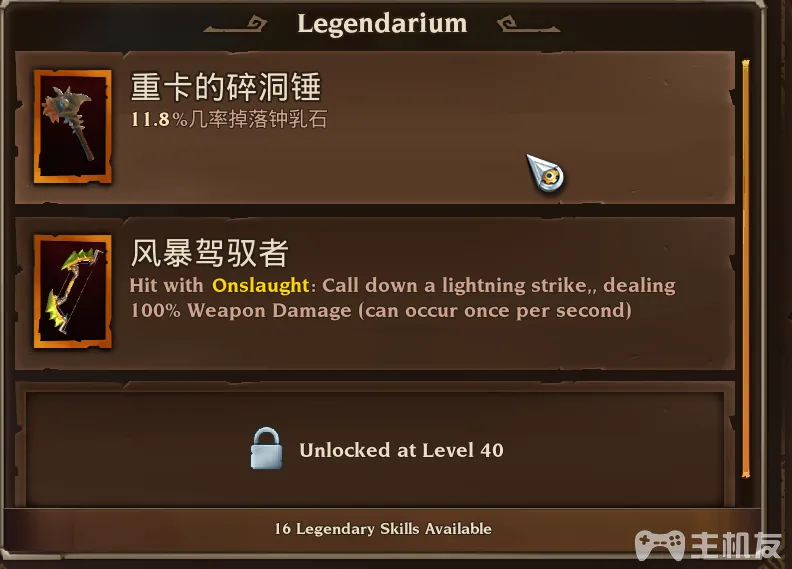 Legendarium
重卡的碎洞锤
11.8%几率掉落钟乳石
风暴驾驭者
Hit with Onslaught: Call down a lightning strike,, dealing
100% Weapon Damage (can occur once per second)
Unlocked at Level 40
16 Legendary Skills Available
主机友